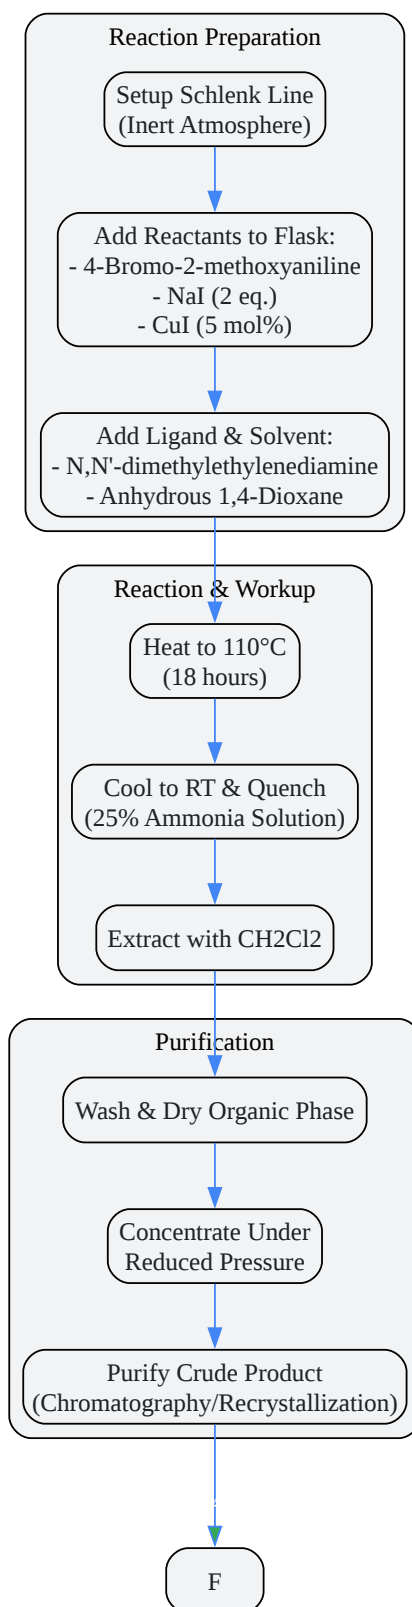 Reaction Preparation
Setup Schlenk Line
(Inert Atmosphere)
Add Reactants to Flask:
- 4-Bromo-2-methoxyaniline
- NaI (2 eq.)
- CuI (5 mol%)
Add Ligand & Solvent:
- N,N'-dimethylethylenediamine
- Anhydrous 1,4-Dioxane
Reaction & Workup
Heat to 110°C
(18 hours)
Cool to RT & Quench
(25% Ammonia Solution)
Extract with CH2Cl2
Purification
Wash & Dry Organic Phase
Concentrate Under
Reduced Pressure
Purify Crude Product
(Chromatography/Recrystallization)
F